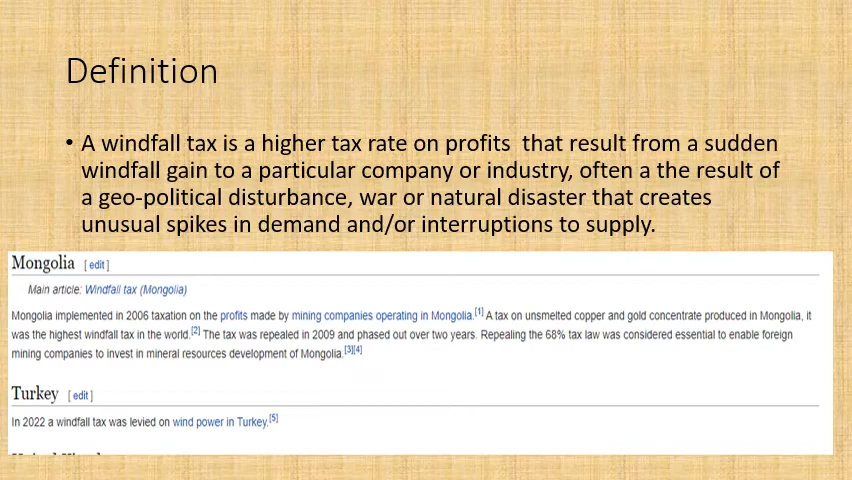 Definition
• A windfall tax is a higher tax rate on profits  that result from a sudden
windfall gain to a particular company or industry, often a the result of
a geo-political disturbance, war or natural disaster that creates
unusual spikes in demand and/or interruptions to supply.
Mongolia [ edit ]
Main article: Windfall tax (Mongolia)
Mongolia implemented in 2006 taxation on the profits made by mining companies operating in Mongolia.[1] A tax on unsmelted copper and gold concentrate produced in Mongolia, it
was the highest windfall tax in the world.[2] The tax was repealed in 2009 and phased out over two years. Repealing the 68% tax law was considered essential to enable foreign
mining companies to invest in mineral resources development of Mongolia.[3][4]
Turkey [ edit ]
In 2022 a windfall tax was levied on wind power in Turkey.[5]